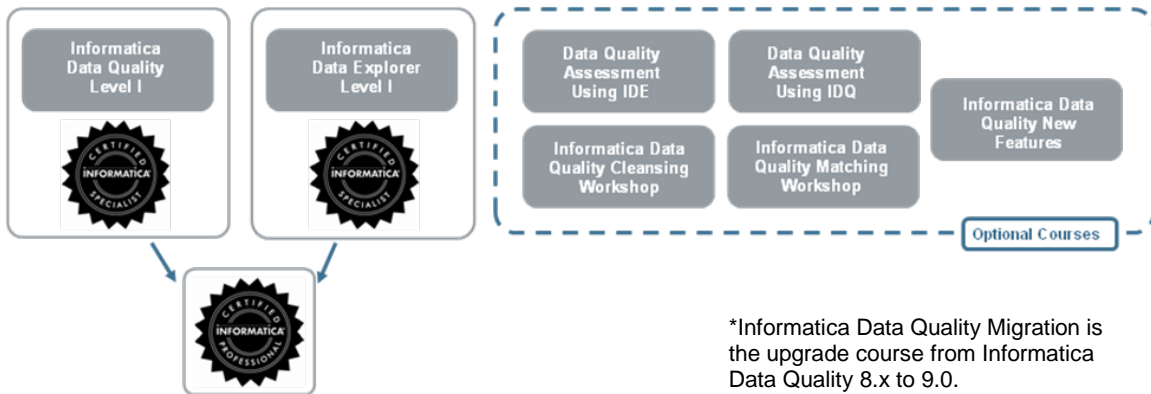 Informatica
Data Quality
Level I
CERTIFIED
INFORMATICA
SPECIALIST
Informatica
Data Explorer
Level I
CERTIFIED
INFORMATICA
SPECIALIST
CERTIFIED
INFORMATICA
PROFESSIONAL
Data Quality
Assessment
Using IDE
Data Quality
Assessment
Using IDQ
Informatica Data
Quality New
Features
Informatica Data
Quality Cleansing
Workshop
Informatica Data
Quality Matching
Workshop
Optional Courses
*Informatica Data Quality Migration is
the upgrade course from Informatica
Data Quality 8.x to 9.0.